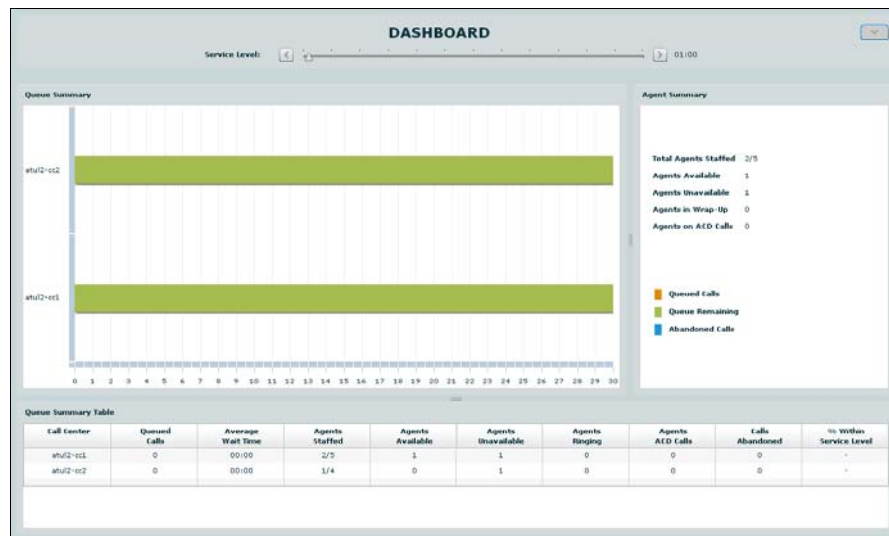 DASHBOARD
Service Level: 01:00
Queue Summary
atul2-cc2
atul2-cc1
0 1 2 3 4 5 6 7 8 9 10 11 12 13 14 15 16 17 18 19 20 21 22 23 24 25 26 27 28 29 30
Agent Summary
Total Agents Staffed 2/5
Agents Available 1
Agents Unavailable 1
Agents in Wrap-Up 0
Agents on ACD Calls 0
Queued Calls
Queue Remaining
Abandoned Calls
Queue Summary Table
Call Center Queued Calls Average Wait Time Agents Staffed Agents Available Agents Unavailable Agents Ringing Agents ACD Calls Calls Abandoned % Within Service Level
atul2-cc1 0 00:00 2/5 1 1 0 0 0 -
atul2-cc2 0 00:00 1/4 0 1 0 0 0 -